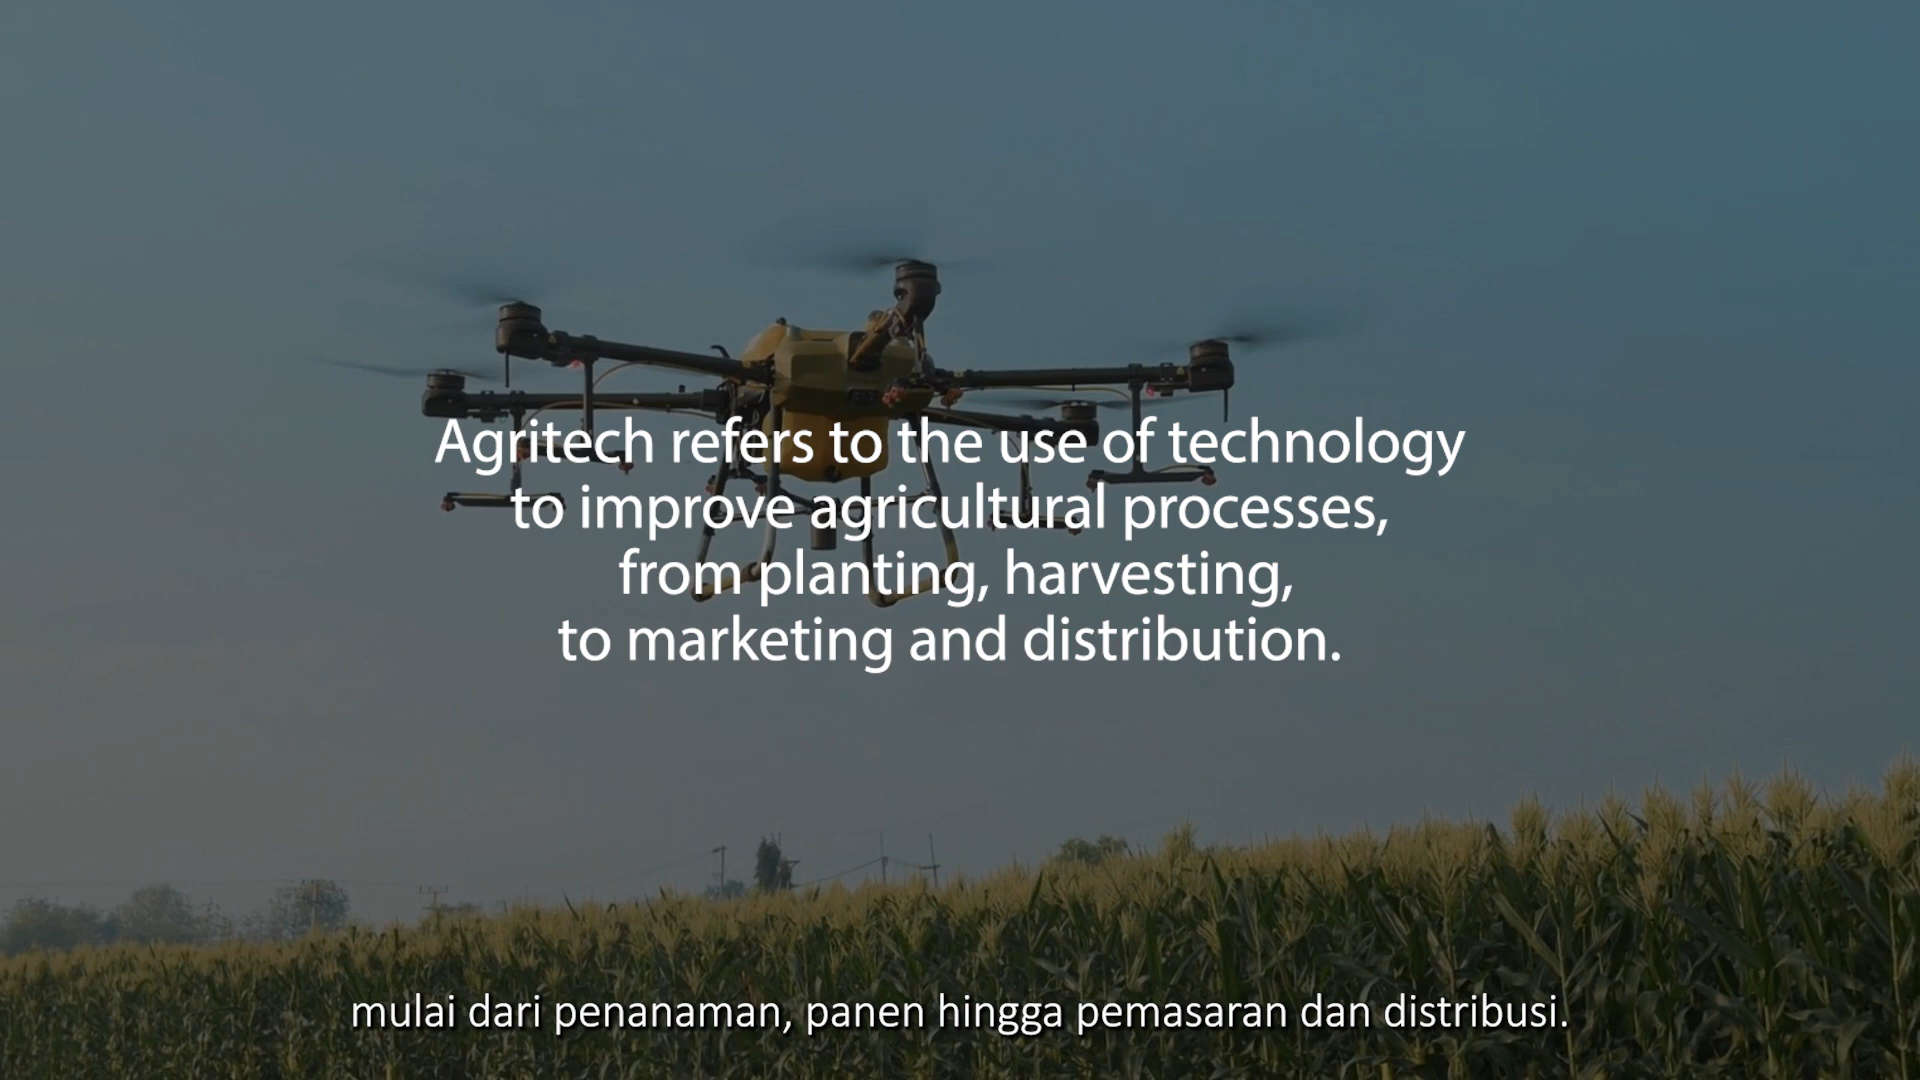 Agritech refers to the use of technology
to improve agricultural processes,
from planting, harvesting,
to marketing and distribution.
mulai dari penanaman, panen hingga pemasaran dan distribusi.